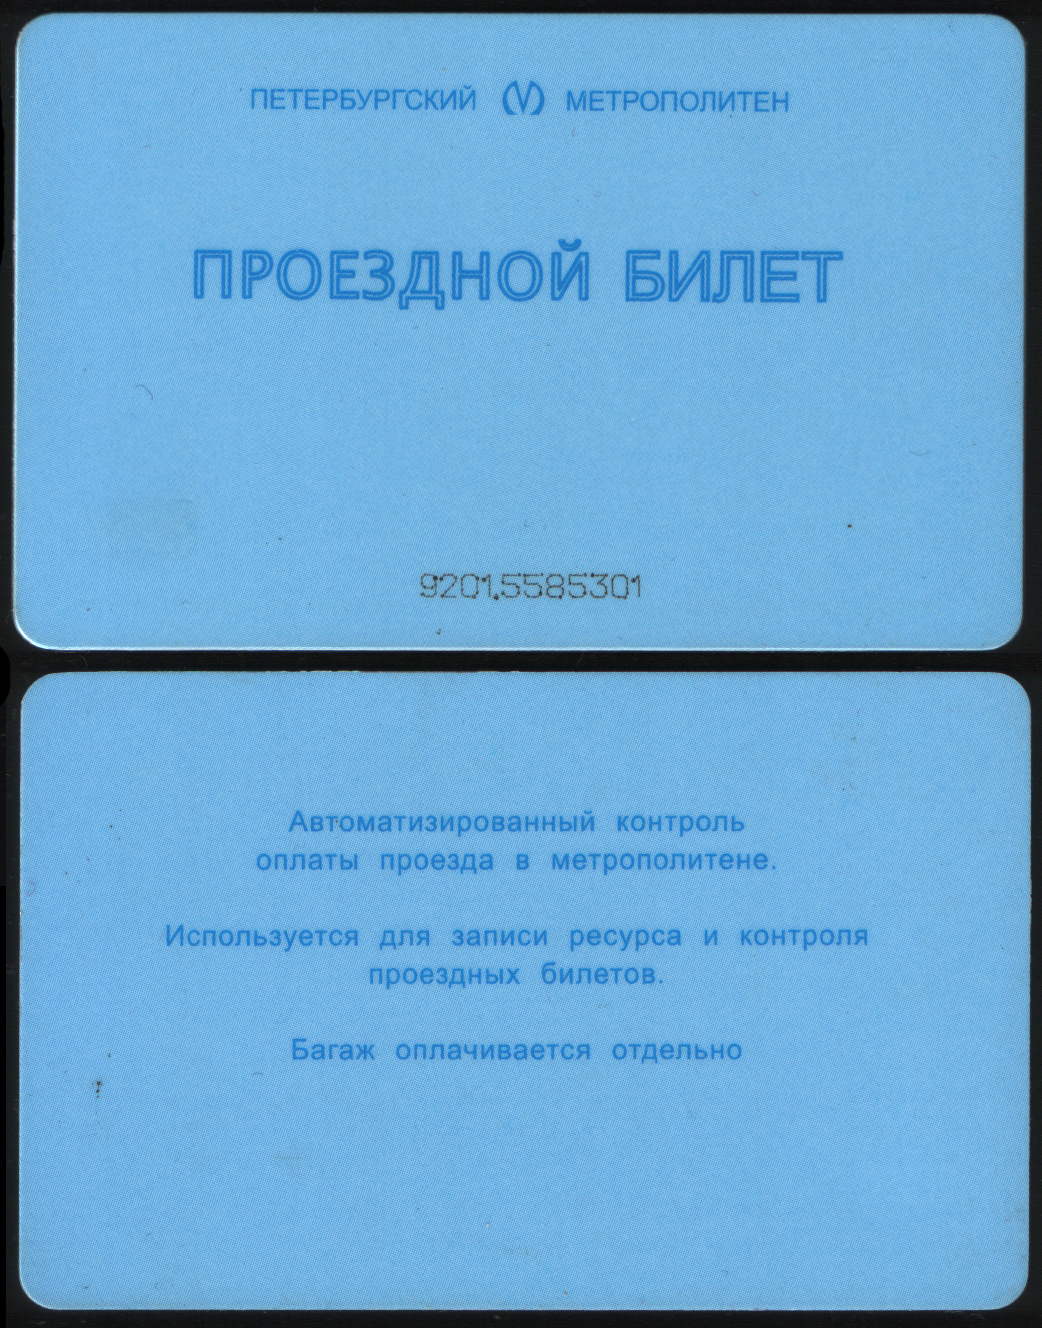 ПЕТЕРБУРГСКИЙ МЕТРОПОЛИТЕН
ПРОЕЗДНОЙ БИЛЕТ
9201.5585301
Автоматизированный контроль
оплаты проезда в метрополитене.
Используется для записи ресурса и контроля
проездных билетов.
Багаж оплачивается отдельно